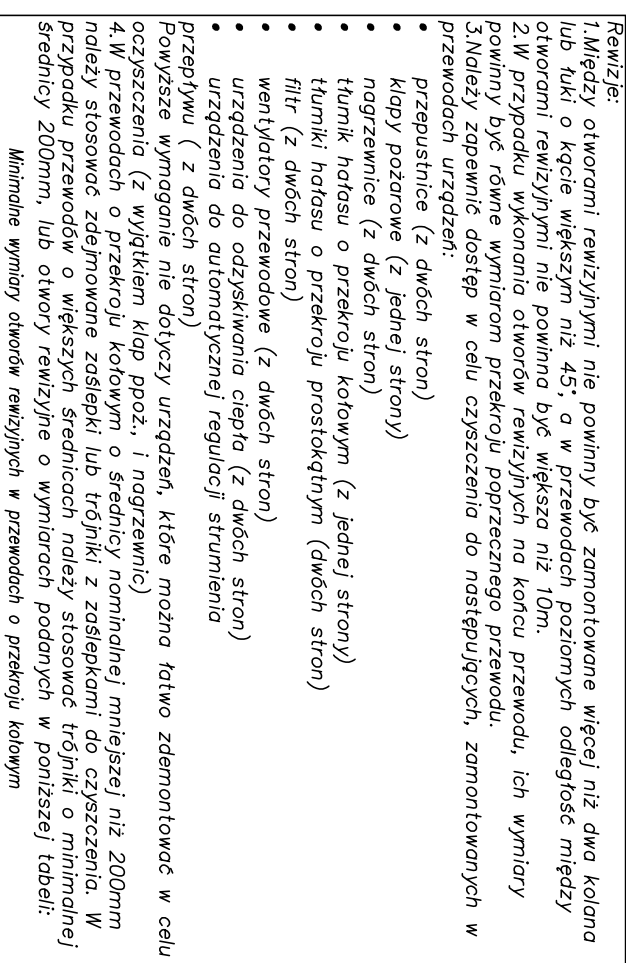 Rewizje:
1.Między otworami rewizyjnymi nie powinny być zamontowane więcej niż dwa kolana
lub łuki o kącie większym niż 45°, a w przewodach poziomych odległość między
otworami rewizyjnymi nie powinna być większa niż 10m.
2.W przypadku wykonania otworów rewizyjnych na końcu przewodu, ich wymiary
powinny być równe wymiarom przekroju poprzecznego przewodu.
3.Należy zapewnić dostęp w celu czyszczenia do następujących, zamontowanych w
przewodach urządzeń:
• przepustnice (z dwóch stron)
• klapy pożarowe (z jednej strony)
• nagrzewnice (z dwóch stron)
• tłumik hałasu o przekroju kołowym (z jednej strony)
• tłumiki hałasu o przekroju prostokątnym (dwóch stron)
• filtr (z dwóch stron)
• wentylatory przewodowe (z dwóch stron)
• urządzenia do odzyskiwania ciepła (z dwóch stron)
• urządzenia do automatycznej regulacji strumienia
przepływu ( z dwóch stron)
Powyższe wymaganie nie dotyczy urządzeń, które można łatwo zdemontować w celu
oczyszczenia (z wyjątkiem klap ppoż., i nagrzewnic)
4.W przewodach o przekroju kołowym o średnicy nominalnej mniejszej niż 200mm
należy stosować zdejmowane zaślepki lub trójniki z zaślepkami do czyszczenia. W
przypadku przewodów o większych średnicach należy stosować trójniki o minimalnej
średnicy 200mm, lub otwory rewizyjne o wymiarach podanych w poniższej tabeli:
Minimalne wymiary otworów rewizyjnych w przewodach o przekroju kołowym